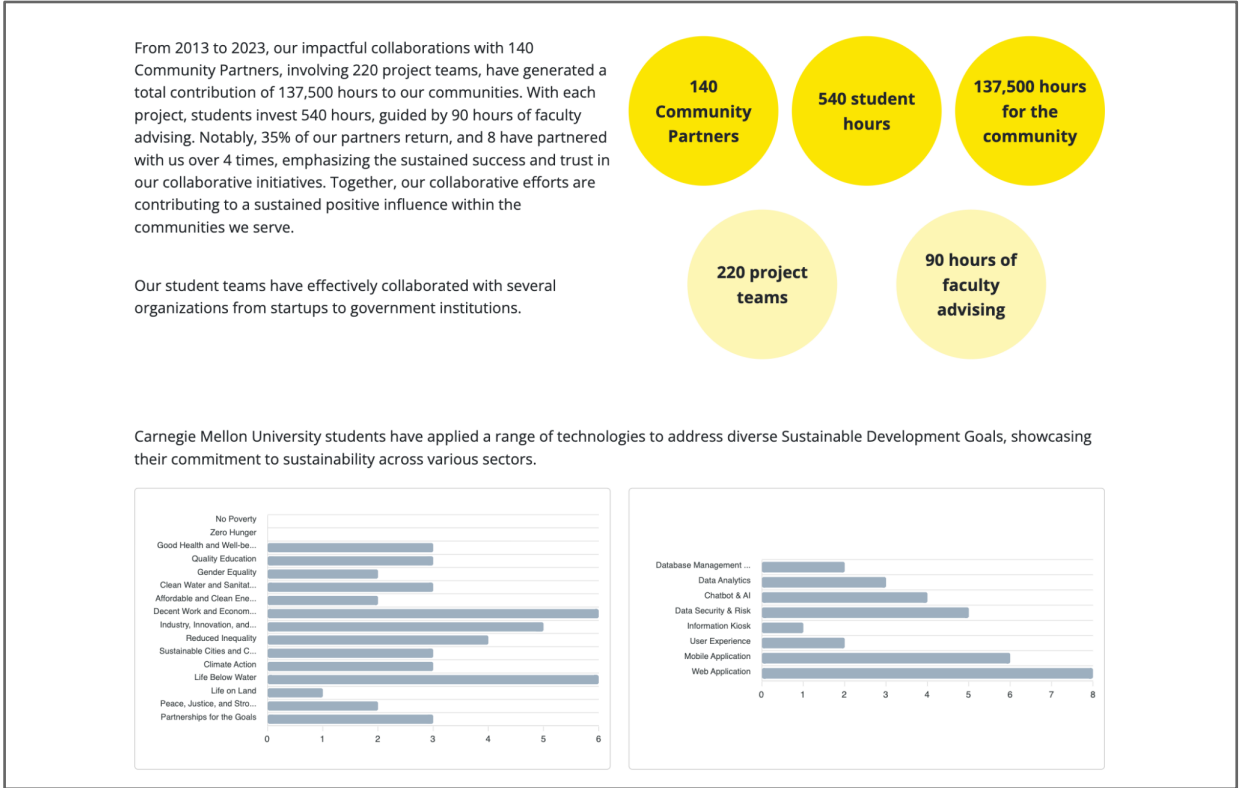 From 2013 to 2023, our impactful collaborations with 140
Community Partners, involving 220 project teams, have generated a
total contribution of 137,500 hours to our communities. With each
project, students invest 540 hours, guided by 90 hours of faculty
advising. Notably, 35% of our partners return, and 8 have partnered
with us over 4 times, emphasizing the sustained success and trust in
our collaborative initiatives. Together, our collaborative efforts are
contributing to a sustained positive influence within the
communities we serve.
Our student teams have effectively collaborated with several
organizations from startups to government institutions.
140
Community
Partners
540 student
hours
137,500 hours
for the
community
220 project
teams
90 hours of
faculty
advising
Carnegie Mellon University students have applied a range of technologies to address diverse Sustainable Development Goals, showcasing
their commitment to sustainability across various sectors.
No Poverty
Zero Hunger
Good Health and Well-be...
Quality Education
Gender Equality
Clean Water and Sanitat...
Affordable and Clean Ene...
Decent Work and Econom...
Industry, Innovation, and...
Reduced Inequality
Sustainable Cities and C...
Climate Action
Life Below Water
Life on Land
Peace, Justice, and Stro...
Partnerships for the Goals
0 1 2 3 4 5 6
Database Management ...
Data Analytics
Chatbot & AI
Data Security & Risk
Information Kiosk
User Experience
Mobile Application
Web Application
0 1 2 3 4 5 6 7 8